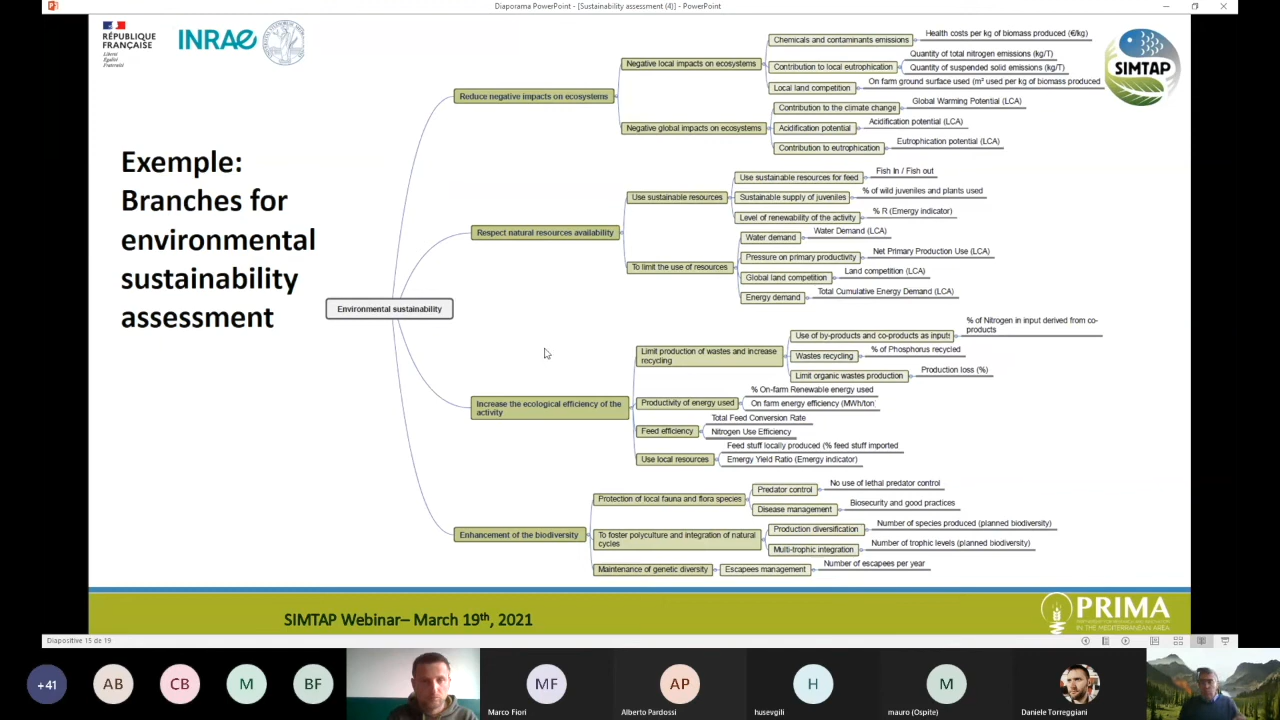 Diaporama PowerPoint - [Sustainability assessment (4)] - PowerPoint
RÉPUBLIQUE
FRANÇAISE
Liberté
Égalité
Fraternité
INRAE
SIMTAP
Exemple:
Branches for
environmental
sustainability
assessment
Environmental sustainability
Reduce negative impacts on ecosystems
Negative local impacts on ecosystems
Chemicals and contaminants emissions
Health costs per kg of biomass produced (€/kg)
Contribution to local eutrophication
Quantity of total nitrogen emissions (kg/T)
Quantity of suspended solid emissions (kg/T)
Local land competition
On farm ground surface used (m² used per kg of biomass produced
Negative global impacts on ecosystems
Contribution to the climate change
Global Warming Potential (LCA)
Acidification potential
Acidification potential (LCA)
Contribution to eutrophication
Eutrophication potential (LCA)
Respect natural resources availability
Use sustainable resources
Use sustainable resources for feed
Fish In / Fish out
Sustainable supply of juveniles
% of wild juveniles and plants used
Level of renewability of the activity
% R (Emergy indicator)
To limit the use of resources
Water demand
Water Demand (LCA)
Pressure on primary productivity
Net Primary Production Use (LCA)
Global land competition
Land competition (LCA)
Energy demand
Total Cumulative Energy Demand (LCA)
Increase the ecological efficiency of the
activity
Limit production of wastes and increase
recycling
Use of by-products and co-products as inputs
% of Nitrogen in input derived from co-
products
Wastes recycling
% of Phosphorus recycled
Limit organic wastes production
Production loss (%)
Productivity of energy used
% On-farm Renewable energy used
On farm energy efficiency (MWh/ton
Feed efficiency
Total Feed Conversion Rate
Nitrogen Use Efficiency
Use local resources
Feed stuff locally produced (% feed stuff imported
Emergy Yield Ratio (Emergy indicator)
Enhancement of the biodiversity
Protection of local fauna and flora species
Predator control
No use of lethal predator control
Disease management
Biosecurity and good practices
To foster polyculture and integration of natural
cycles
Production diversification
Number of species produced (planned biodiversity)
Multi-trophic integration
Number of trophic levels (planned biodiversity)
Maintenance of genetic diversity
Escapees management
Number of escapees per year
SIMTAP Webinar– March 19th, 2021
PRIMA
IN THE MEDITERRANEAN AREA
Diapositive 15 de 19
+41
AB
CB
M
BF
MF
Marco Fiori
AP
Alberto Pardossi
H
husevgili
M
mauro (Ospite)
Daniele Torreggiani